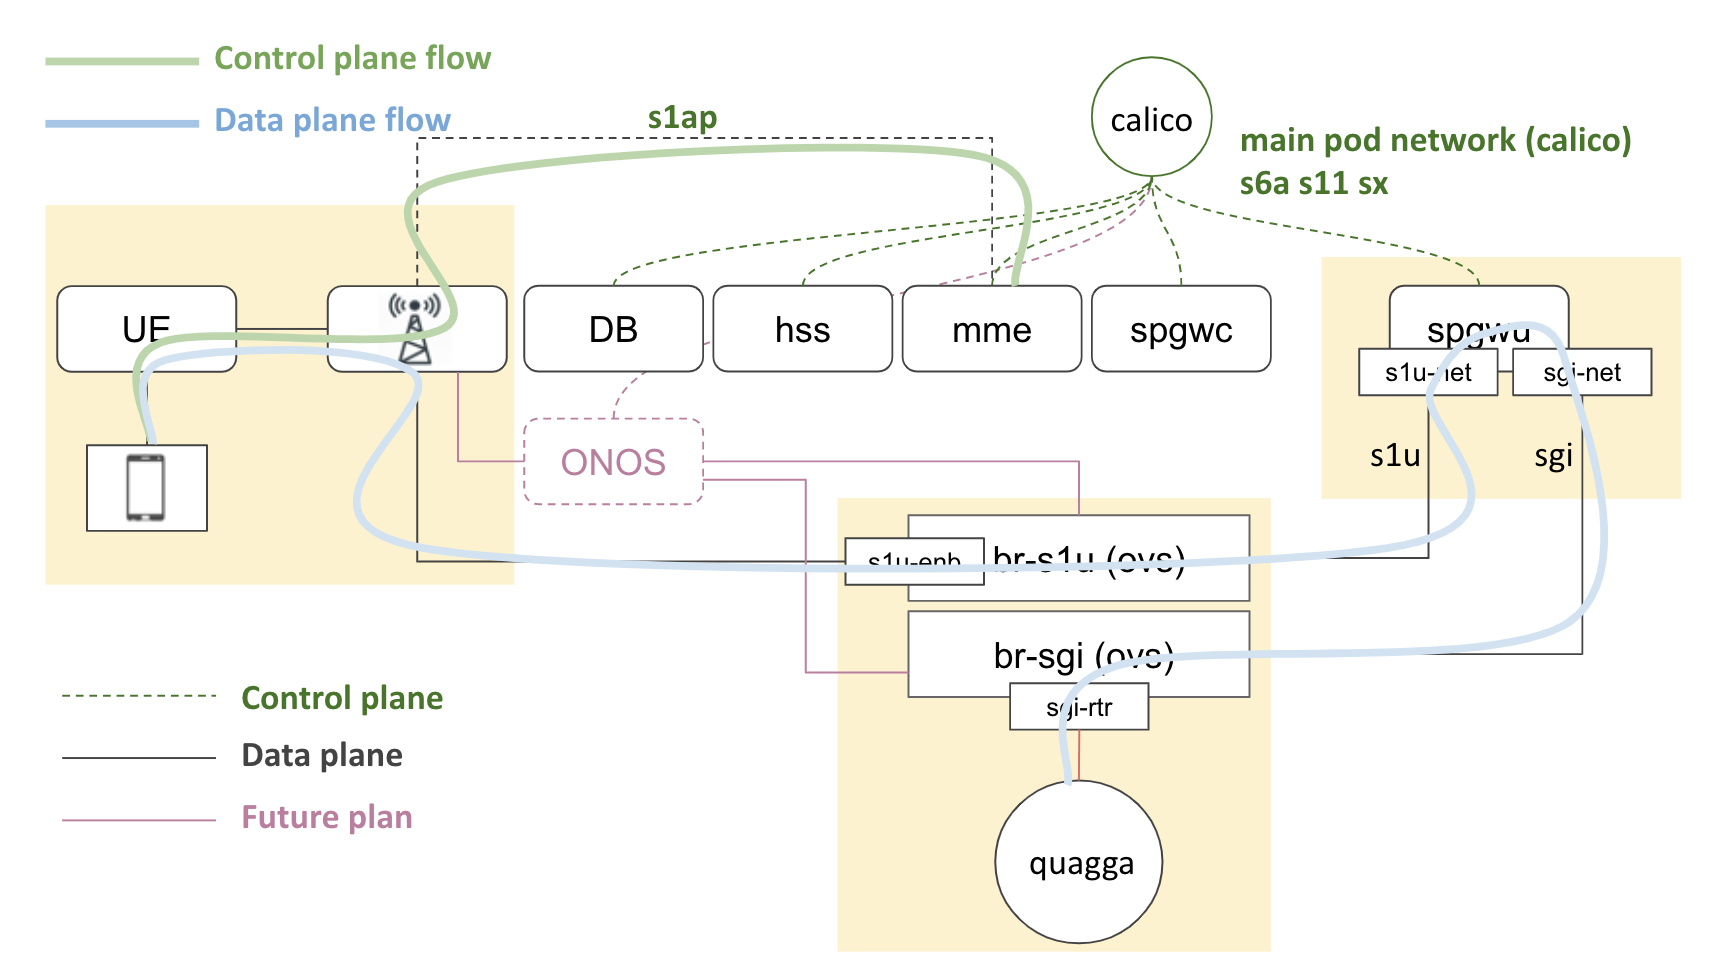 Control plane flow
Data plane flow
s1ap
calico
main pod network (calico)
s6a s11 sx
UE
DB
hss
mme
spgwc
spgwu
s1u-net
sgi-net
ONOS
s1u
sgi
s1u-enb
br-s1u (ovs)
br-sgi (ovs)
sgi-rtr
Control plane
Data plane
Future plan
quagga